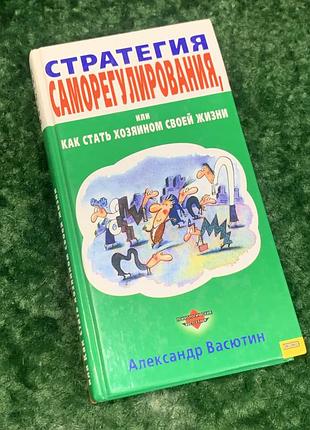 СТРАТЕГИЯ
САМОРЕГУЛИРОВАНИЯ,
ИЛИ
КАК СТАТЬ ХОЗЯИНОМ СВОЕЙ ЖИЗНИ
Александр Васютин